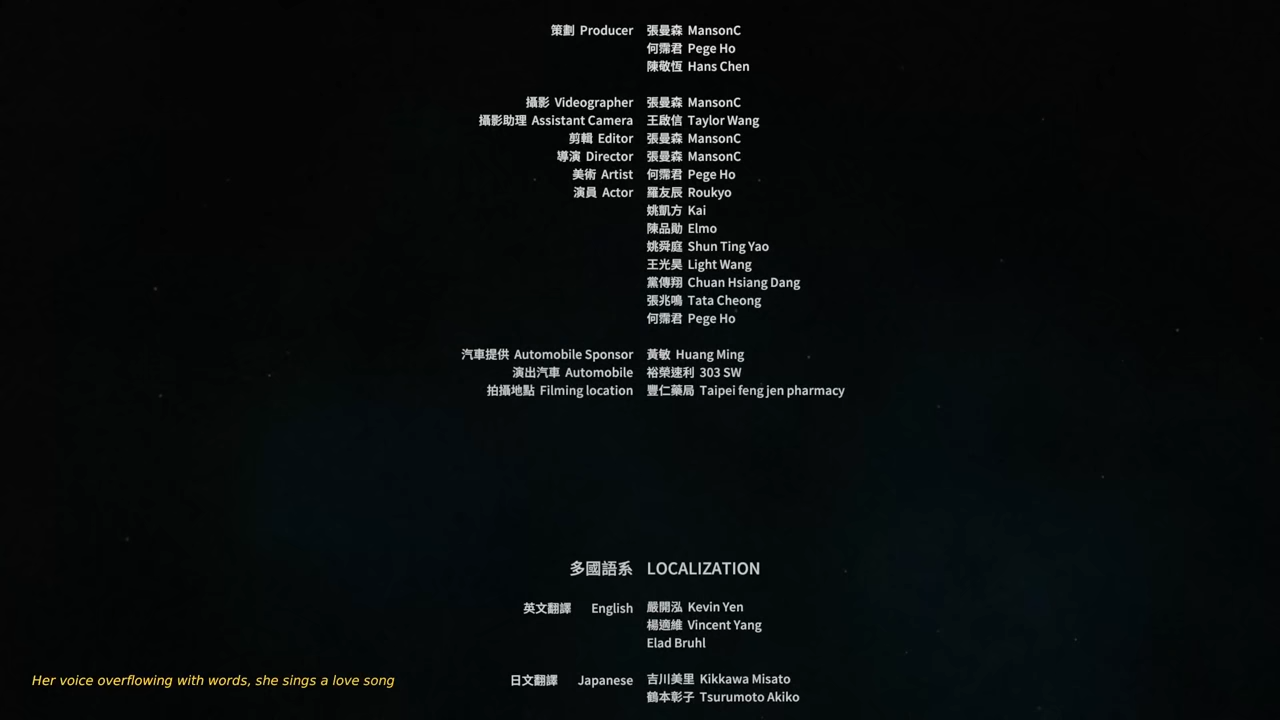 策劃 Producer 張曼森 MansonC
何霈君 Pege Ho
陳敬恆 Hans Chen
攝影 Videographer 張曼森 MansonC
攝影助理 Assistant Camera 王啟信 Taylor Wang
剪輯 Editor 張曼森 MansonC
導演 Director 張曼森 MansonC
美術 Artist 何霈君 Pege Ho
演員 Actor 羅友辰 Roukyo
姚凱方 Kai
陳品勛 Elmo
姚舜庭 Shun Ting Yao
王光昊 Light Wang
黨傳翔 Chuan Hsiang Dang
張兆鳴 Tata Cheong
何霈君 Pege Ho
汽車提供 Automobile Sponsor 黃敏 Huang Ming
演出汽車 Automobile 裕榮速利 303 SW
拍攝地點 Filming location 豐仁藥局 Taipei feng jen pharmacy
多國語系 LOCALIZATION
英文翻譯 English 嚴開泓 Kevin Yen
楊適維 Vincent Yang
Elad Bruhl
日文翻譯 Japanese 吉川美里 Kikkawa Misato
鶴本彰子 Tsurumoto Akiko
Her voice overflowing with words, she sings a love song